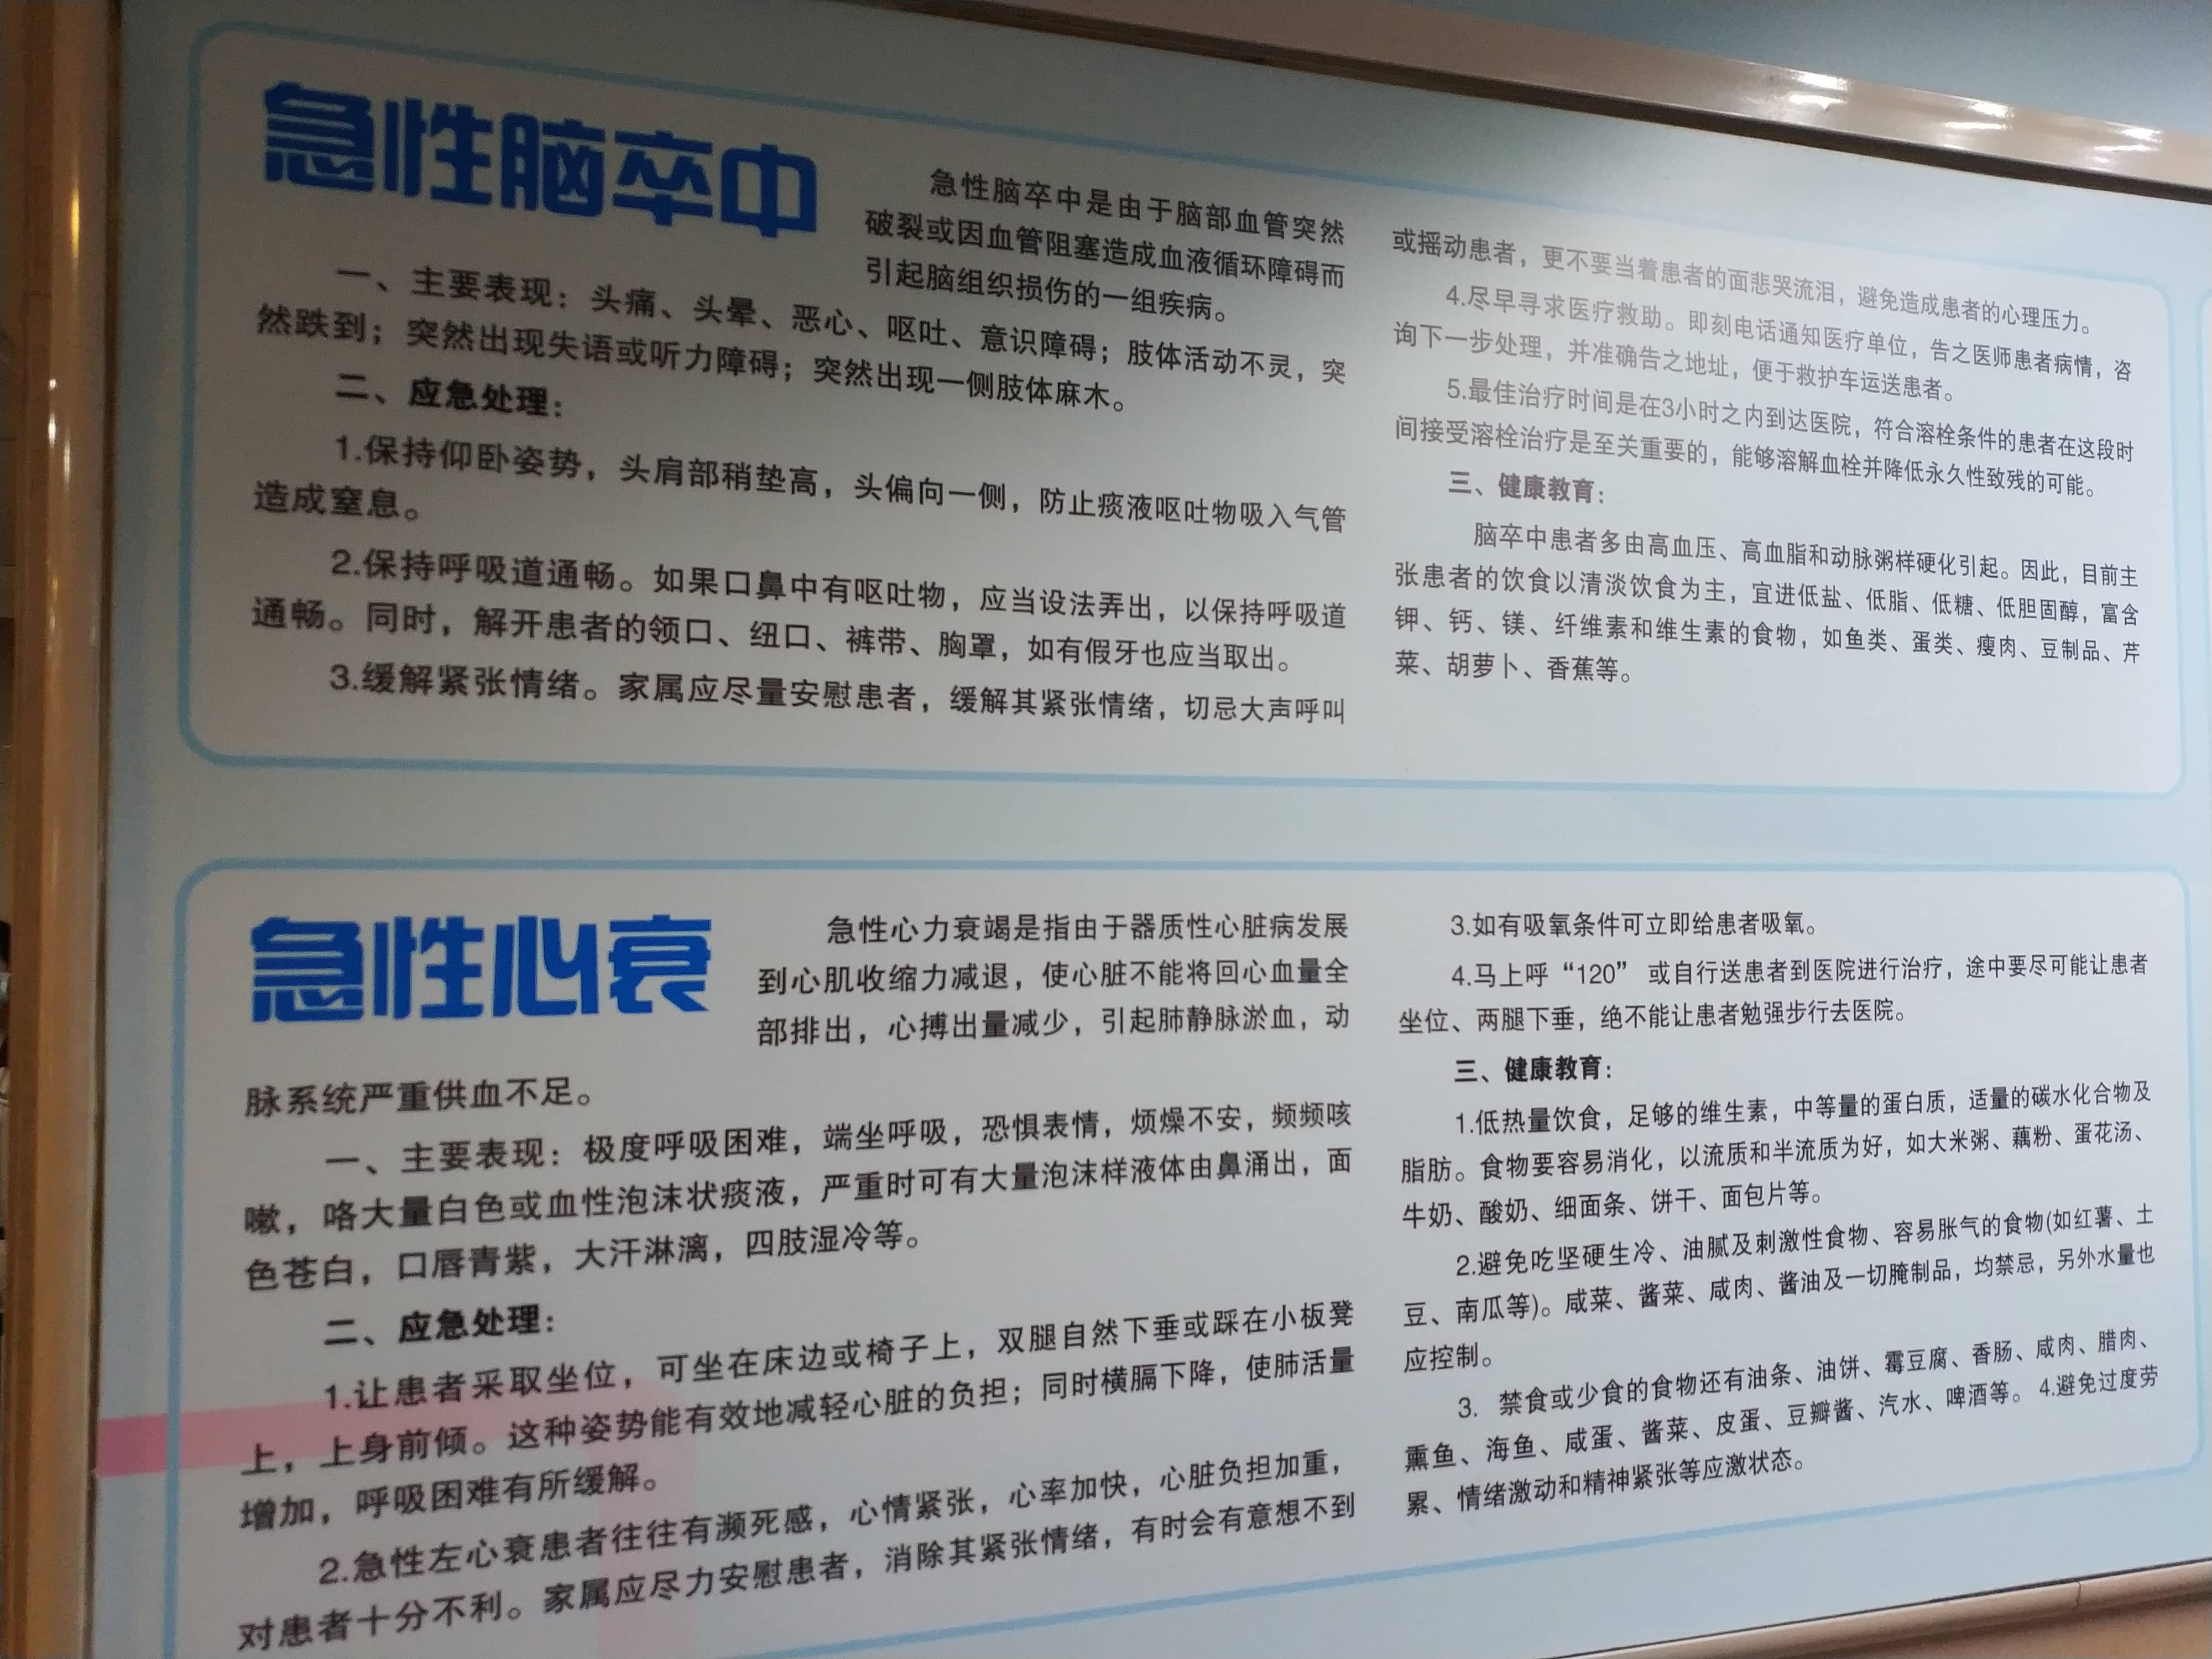 急性脑卒中
急性脑卒中是由于脑部血管突然
破裂或因血管阻塞造成血液循环障碍而
引起脑组织损伤的一组疾病。
一、主要表现：头痛、头晕、恶心、呕吐、意识障碍；肢体活动不灵，突
然跌到；突然出现失语或听力障碍；突然出现一侧肢体麻木。
二、应急处理：
1.保持仰卧姿势，头肩部稍垫高，头偏向一侧，防止痰液呕吐物吸入气管
造成窒息。
2.保持呼吸道通畅。如果口鼻中有呕吐物，应当设法弄出，以保持呼吸道
通畅。同时，解开患者的领口、纽口、裤带、胸罩，如有假牙也应当取出。
3.缓解紧张情绪。家属应尽量安慰患者，缓解其紧张情绪，切忌大声呼叫
或摇动患者，更不要当着患者的面悲哭流泪，避免造成患者的心理压力。
4.尽早寻求医疗救助。即刻电话通知医疗单位，告之医师患者病情，咨
询下一步处理，并准确告之地址，便于救护车运送患者。
5.最佳治疗时间是在3小时之内到达医院，符合溶栓条件的患者在这段时
间接受溶栓治疗是至关重要的，能够溶解血栓并降低永久性致残的可能。
三、健康教育：
脑卒中患者多由高血压、高血脂和动脉粥样硬化引起。因此，目前主
张患者的饮食以清淡饮食为主，宜进低盐、低脂、低糖、低胆固醇，富含
钾、钙、镁、纤维素和维生素的食物，如鱼类、蛋类、瘦肉、豆制品、芹
菜、胡萝卜、香蕉等。
急性心衰
急性心力衰竭是指由于器质性心脏病发展
到心肌收缩力减退，使心脏不能将回心血量全
部排出，心搏出量减少，引起肺静脉淤血，动
脉系统严重供血不足。
一、主要表现：极度呼吸困难，端坐呼吸，恐惧表情，烦燥不安，频频咳
嗽，咯大量白色或血性泡沫状痰液，严重时可有大量泡沫样液体由鼻涌出，面
色苍白，口唇青紫，大汗淋漓，四肢湿冷等。
二、应急处理：
1.让患者采取坐位，可坐在床边或椅子上，双腿自然下垂或踩在小板凳
上，上身前倾。这种姿势能有效地减轻心脏的负担；同时横膈下降，使肺活量
增加，呼吸困难有所缓解。
2.急性左心衰患者往往有濒死感，心情紧张，心率加快，心脏负担加重，
对患者十分不利。家属应尽力安慰患者，消除其紧张情绪，有时会有意想不到
3.如有吸氧条件可立即给患者吸氧。
4.马上呼“120” 或自行送患者到医院进行治疗，途中要尽可能让患者
坐位、两腿下垂，绝不能让患者勉强步行去医院。
三、健康教育：
1.低热量饮食，足够的维生素，中等量的蛋白质，适量的碳水化合物及
脂肪。食物要容易消化，以流质和半流质为好，如大米粥、藕粉、蛋花汤、
牛奶、酸奶、细面条、饼干、面包片等。
2.避免吃坚硬生冷、油腻及刺激性食物、容易胀气的食物(如红薯、土
豆、南瓜等)。咸菜、酱菜、咸肉、酱油及一切腌制品，均禁忌，另外水量也
应控制。
3. 禁食或少食的食物还有油条、油饼、霉豆腐、香肠、咸肉、腊肉、
熏鱼、海鱼、咸蛋、酱菜、皮蛋、豆瓣酱、汽水、啤酒等。 4.避免过度劳
累、情绪激动和精神紧张等应激状态。